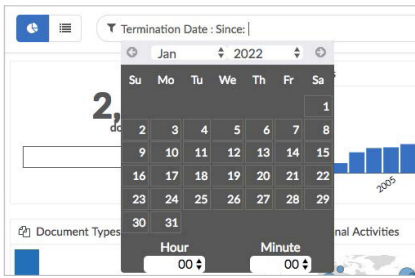 Termination Date : Since:
Jan 2022
Su Mo Tu We Th Fr Sa
1
2 3 4 5 6 7 8
9 10 11 12 13 14 15
16 17 18 19 20 21 22
23 24 25 26 27 28 29
30 31
Hour Minute
00 00
2,
do
2005
Document Types
nal Activities